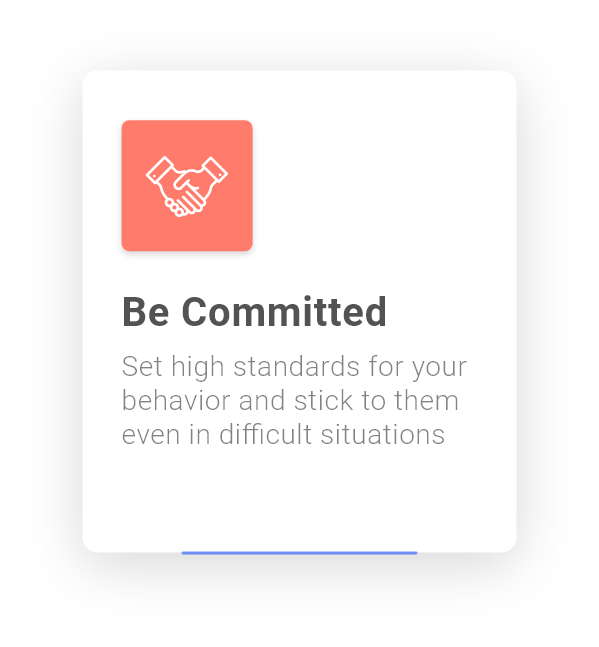 Be Committed
Set high standards for your
behavior and stick to them
even in difficult situations